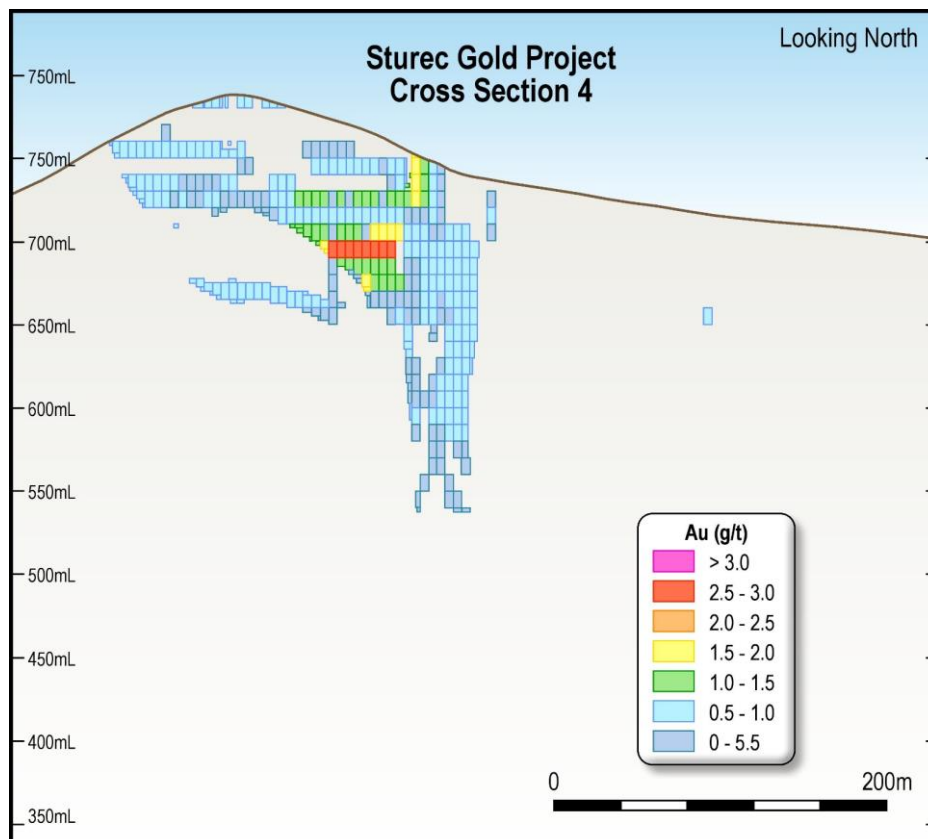 Looking North
Sturec Gold Project
Cross Section 4
750mL
750mL
700mL
650mL
600mL
550mL
500mL
450mL
400mL
350mL
Au (g/t)
> 3.0
2.5 - 3.0
2.0 - 2.5
1.5 - 2.0
1.0 - 1.5
0.5 - 1.0
0 - 5.5
0 200m